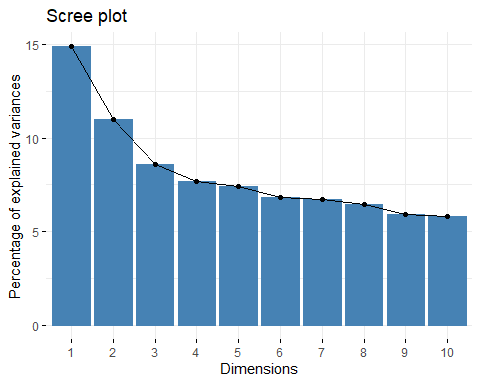 Scree plot
Percentage of explained variances
15
10
5
0
1 2 3 4 5 6 7 8 9 10
Dimensions